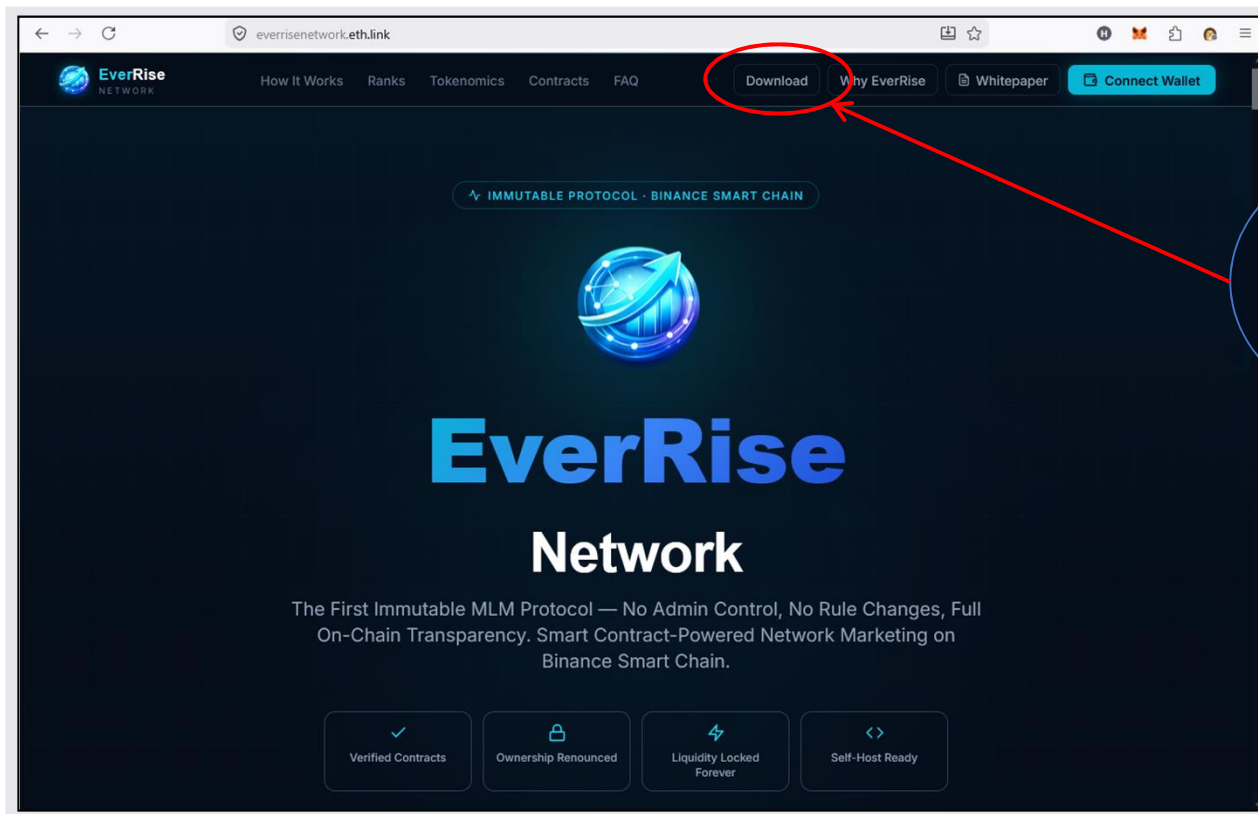 everrisenetwork.eth.link
EverRise
NETWORK
How It Works Ranks Tokenomics Contracts FAQ Download Why EverRise Whitepaper Connect Wallet
IMMUTABLE PROTOCOL · BINANCE SMART CHAIN
EverRise
Network
The First Immutable MLM Protocol — No Admin Control, No Rule Changes, Full
On-Chain Transparency. Smart Contract-Powered Network Marketing on
Binance Smart Chain.
Verified Contracts
Ownership Renounced
Liquidity Locked
Forever
Self-Host Ready